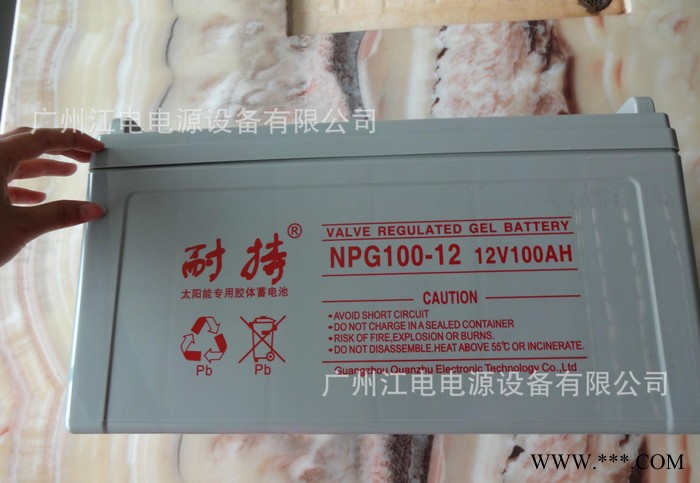 广州江电电源设备有限公司
耐持®
太阳能专用胶体蓄电池
Pb
Pb
VALVE REGULATED GEL BATTERY
NPG100-12 12V100AH
CAUTION
•AVOID SHORT CIRCUIT
•DO NOT CHARGE IN A SEALED CONTAINER
•RISK OF FIRE,EXPLOSION OR BURNS.
•DO NOT DISASSEMBLE.HEAT ABOVE 55℃ OR INCINERATE.
Guangzhou Quanzhu Electronic Technology Co.,Ltd
广州江电电源设备有限公司
WWW.***.COM